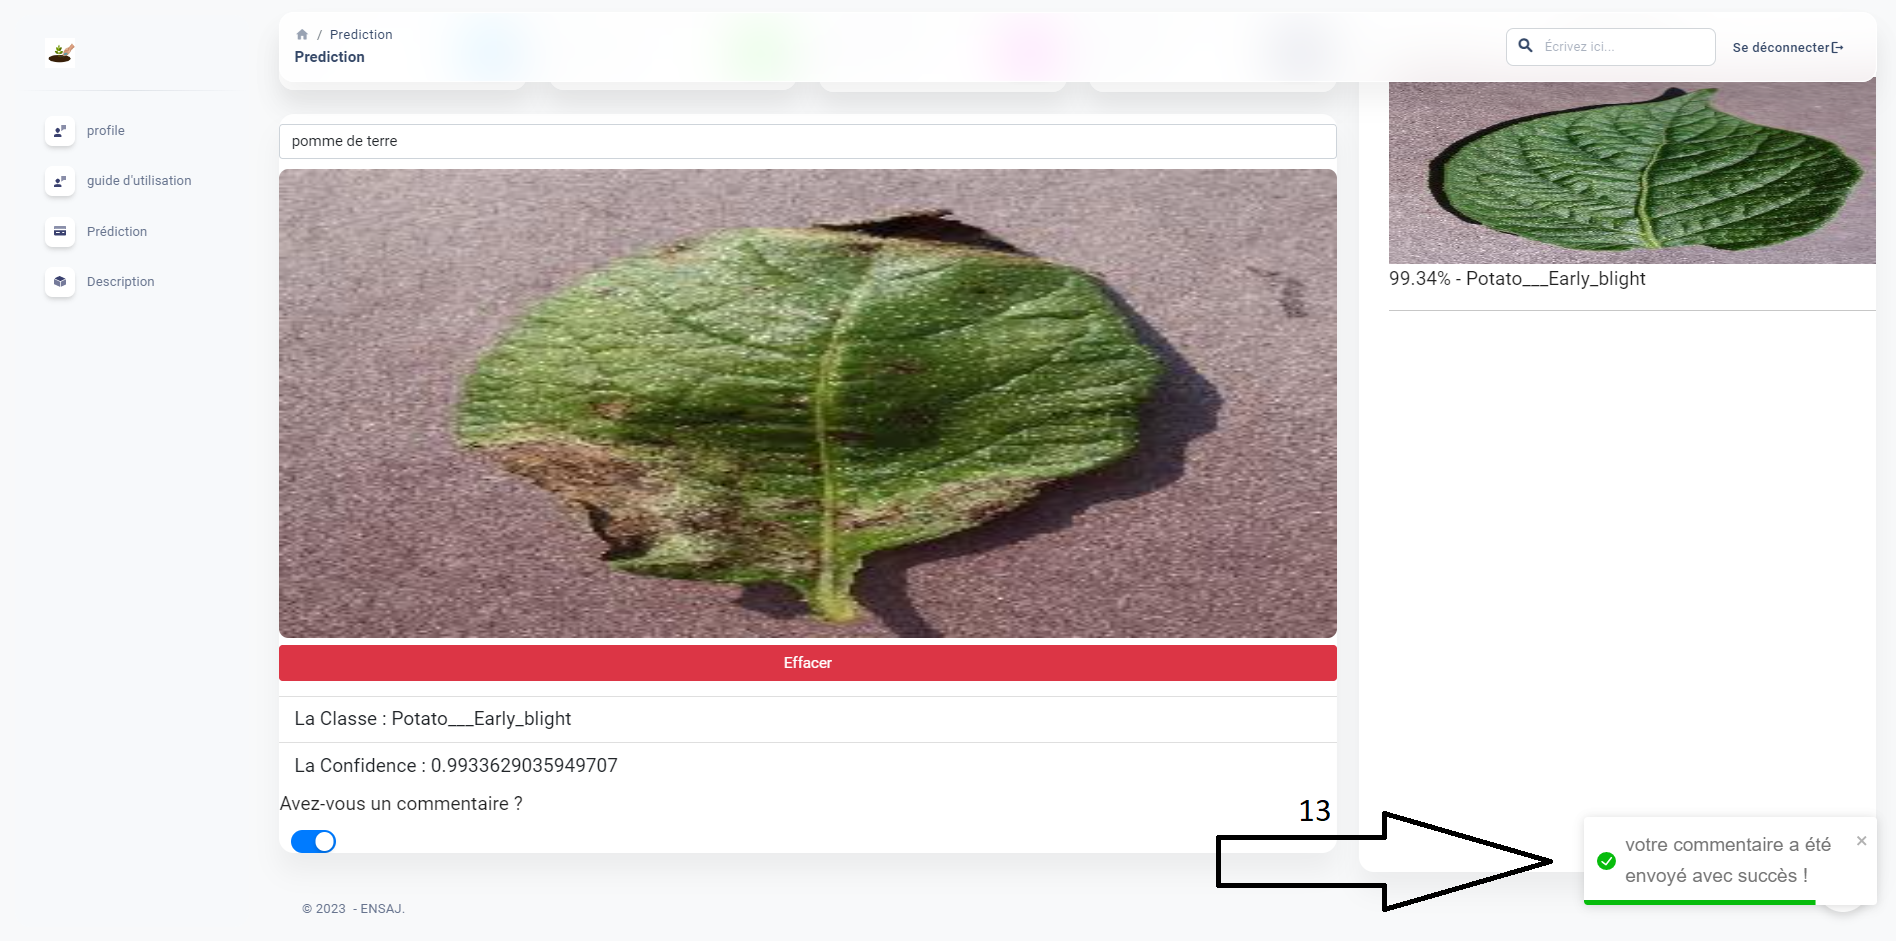 / Prediction
Prediction
Écrivez ici...
Se déconnecter
profile
guide d'utilisation
Prédiction
Description
pomme de terre
Effacer
La Classe : Potato___Early_blight
La Confidence : 0.9933629035949707
Avez-vous un commentaire ?
13
99.34% - Potato___Early_blight
votre commentaire a été
envoyé avec succès !
© 2023 - ENSAJ.